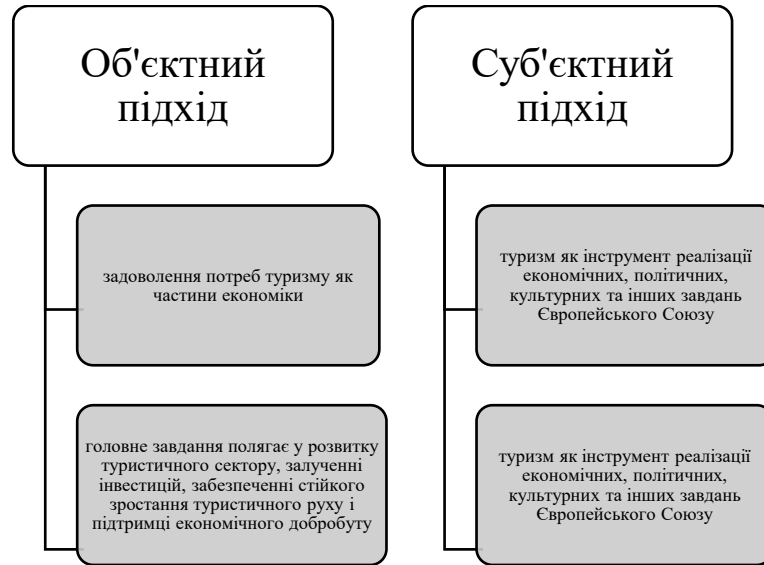 Об'єктний
підхід
задоволення потреб туризму як
частини економіки
головне завдання полягає у розвитку
туристичного сектору, залученні
інвестицій, забезпеченні стійкого
зростання туристичного руху і
підтримці економічного добробуту
Суб'єктний
підхід
туризм як інструмент реалізації
економічних, політичних,
культурних та інших завдань
Європейського Союзу
туризм як інструмент реалізації
економічних, політичних,
культурних та інших завдань
Європейського Союзу